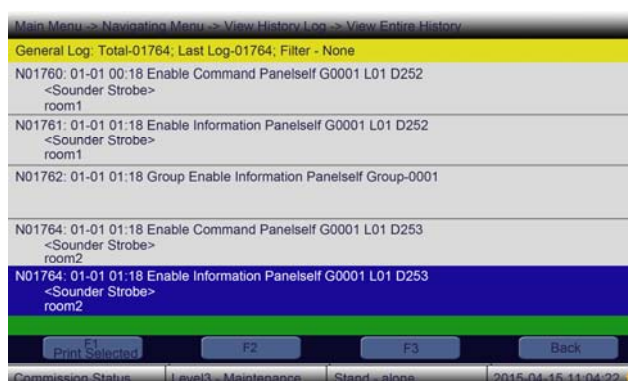 Main Menu -> Navigating Menu -> View History Log -> View Entire History
General Log: Total-01764; Last Log-01764; Filter - None
N01760: 01-01 00:18 Enable Command Panelself G0001 L01 D252
<Sounder Strobe>
room1
N01761: 01-01 01:18 Enable Information Panelself G0001 L01 D252
<Sounder Strobe>
room1
N01762: 01-01 01:18 Group Enable Information Panelself Group-0001
N01764: 01-01 01:18 Enable Command Panelself G0001 L01 D253
<Sounder Strobe>
room2
N01764: 01-01 01:18 Enable Information Panelself G0001 L01 D253
<Sounder Strobe>
room2
F1 F2 F3 Back
Print Selected
Commission Status Level3 - Maintenance Stand - alone 2015-04-15 11:04:22